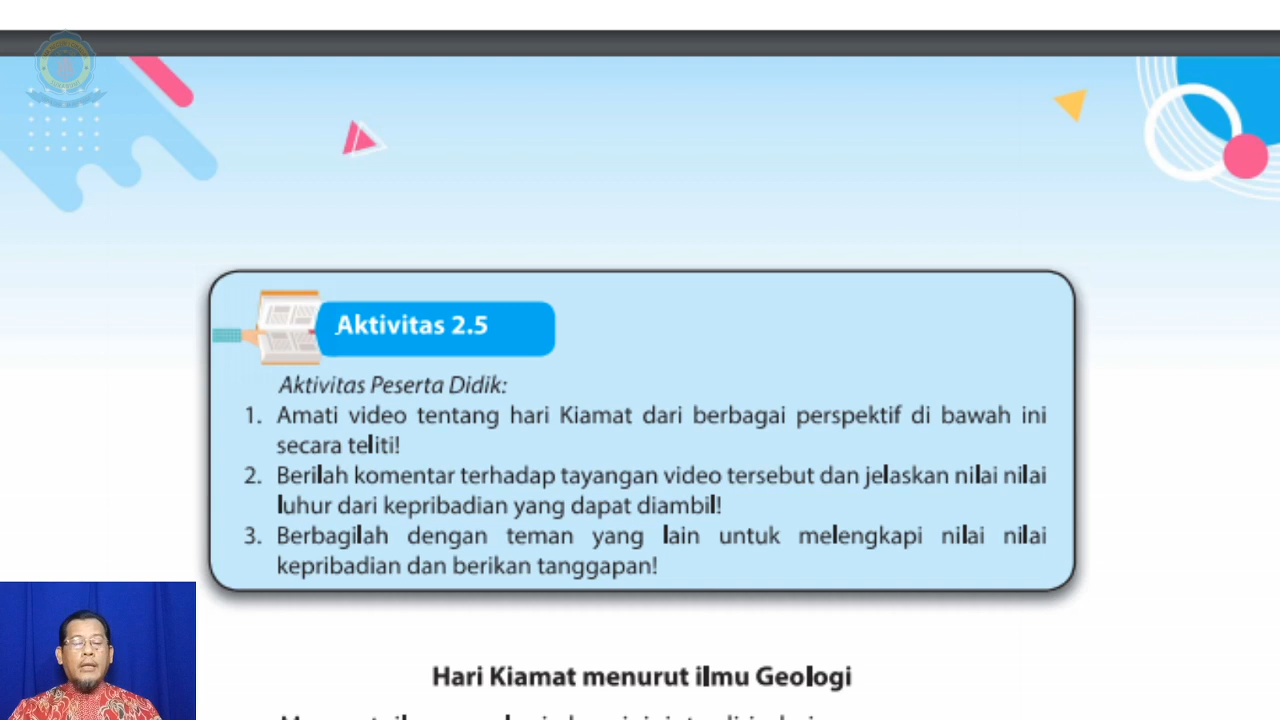 Aktivitas 2.5
Aktivitas Peserta Didik:
1. Amati video tentang hari Kiamat dari berbagai perspektif di bawah ini
secara teliti!
2. Berilah komentar terhadap tayangan video tersebut dan jelaskan nilai nilai
luhur dari kepribadian yang dapat diambil!
3. Berbagilah dengan teman yang lain untuk melengkapi nilai nilai
kepribadian dan berikan tanggapan!
Hari Kiamat menurut ilmu Geologi